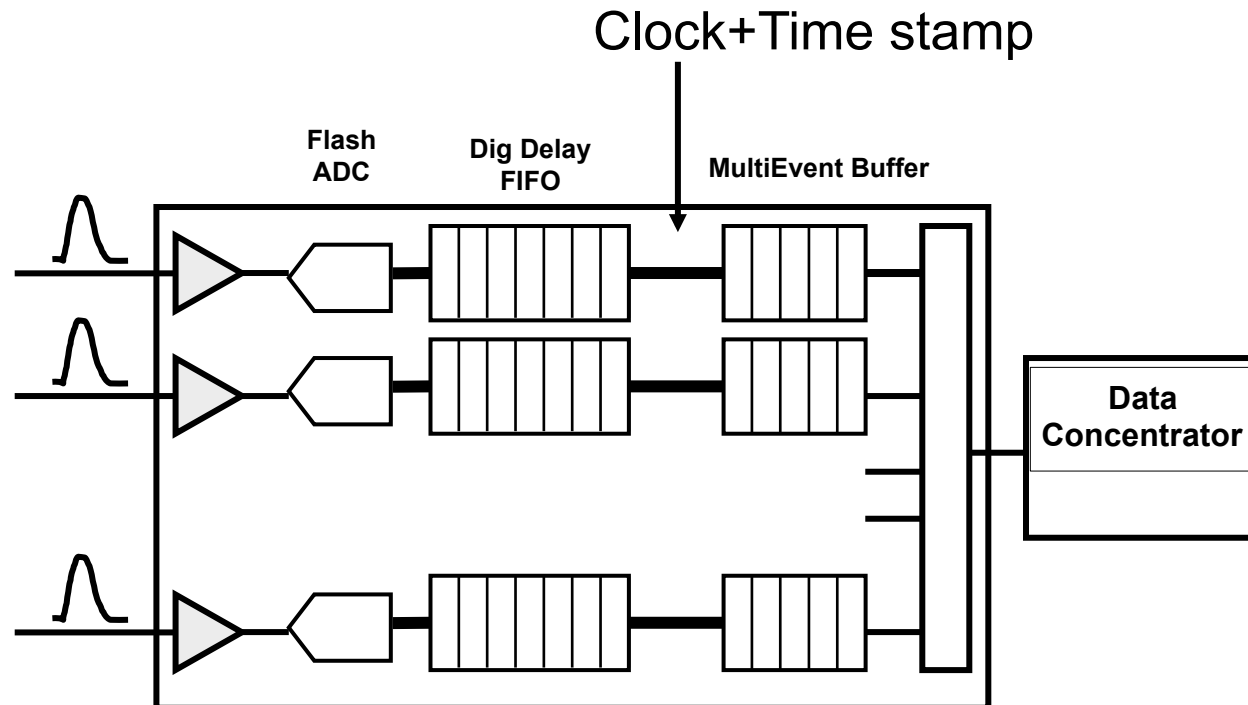 Clock+Time stamp
Flash
ADC
Dig Delay
FIFO
MultiEvent Buffer
Data
Concentrator